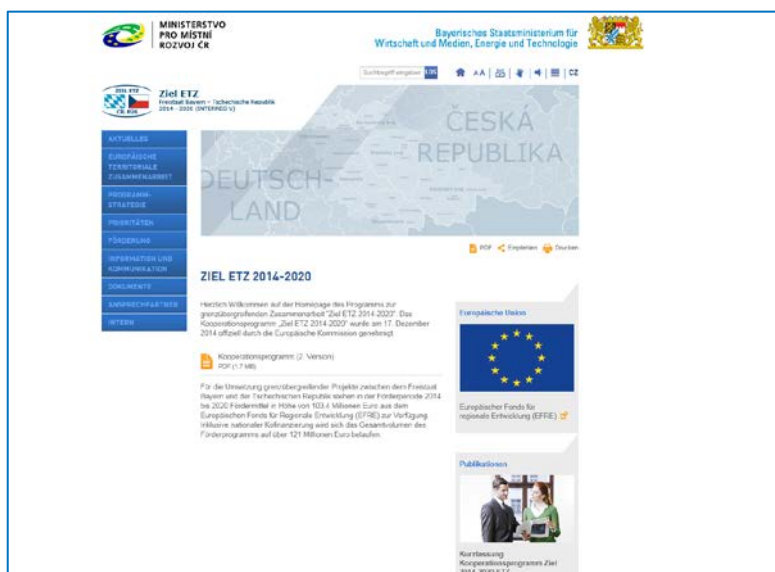 MINISTERSTVO
PRO MÍSTNÍ
ROZVOJ ČR
Bayerisches Staatsministerium für
Wirtschaft und Medien, Energie und Technologie
Suchbegriff eingeben LOS
AA CZ
ZIEL ETZ
Ziel ETZ
Freistaat Bayern – Tschechische Republik
2014 – 2020 (INTERREG V)
AKTUELLES
EUROPÄISCHE
TERRITORIALE
ZUSAMMENARBEIT
PROGRAMM-
STRATEGIE
PRIORITÄTEN
FÖRDERUNG
INFORMATION UND
KOMMUNIKATION
DOKUMENTE
ANSPRECHPARTNER
INTERN
ČESKÁ
REPUBLIKA
DEUTSCH-
LAND
PDF Empfehlen Drucken
ZIEL ETZ 2014-2020
Herzlich Willkommen auf der Homepage des Programms zur
grenzübergreifenden Zusammenarbeit "Ziel ETZ 2014-2020". Das
Kooperationsprogramm „Ziel ETZ 2014-2020“ wurde am 17. Dezember
2014 offiziell durch die Europäische Kommission genehmigt.
Kooperationsprogramm (2. Version)
PDF (1.7 MB)
Für die Umsetzung grenzübergreifender Projekte zwischen dem Freistaat
Bayern und der Tschechischen Republik stehen in der Förderperiode 2014
bis 2020 Fördermittel in Höhe von 103,4 Millionen Euro aus dem
Europäischen Fonds für Regionale Entwicklung (EFRE) zur Verfügung.
Inklusive nationaler Kofinanzierung wird sich das Gesamtvolumen des
Förderprogramms auf über 121 Millionen Euro belaufen.
Europäische Union
Europäischer Fonds für
regionale Entwicklung (EFRE)
Publikationen
Kurzfassung
Kooperationsprogramm Ziel